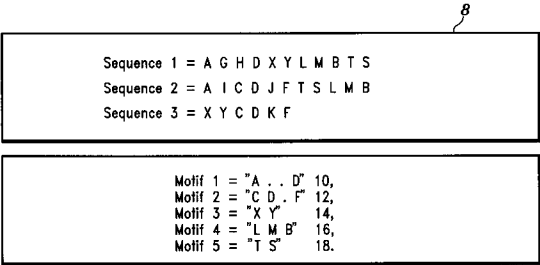 8
Sequence 1 = A G H D X Y L M B T S
Sequence 2 = A I C D J F T S L M B
Sequence 3 = X Y C D K F
Motif 1 = "A . . D" 10,
Motif 2 = "C D . F" 12,
Motif 3 = "X Y" 14,
Motif 4 = "L M B" 16,
Motif 5 = "T S" 18.